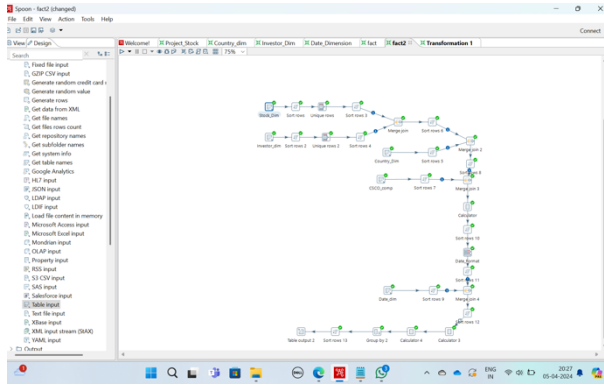 Spoon - fact2 (changed)
File Edit View Action Tools Help
Connect
View Design
Welcome! Project_Stock Country_dim Investor_Dim Date_Dimension fact fact2 Transformation 1
Search
75%
Fixed file input
GZIP CSV input
Generate random credit card
Generate random value
Generate rows
Get data from XML
Get file names
Get files rows count
Get repository names
Get subfolder names
Get system info
Get table names
Google Analytics
HL7 input
JSON input
LDAP input
LDIF input
Load file content in memory
Microsoft Access input
Microsoft Excel input
Mondrian input
OLAP input
Property input
RSS input
S3 CSV input
SAS input
Salesforce input
Table input
Text file input
XBase input
XML input stream (StAX)
YAML input
Output
Stock_Dim Sort rows Unique rows Sort rows 3
Merge join Sort rows 6
Investor_dim Sort rows 2 Unique rows 2 Sort rows 4
Merge join 2
Country_Dim Sort rows 5
Sort rows 8
CSCO_comp Sort rows 7 Merge join 3
Calculator
Sort rows 10
Date_format
Sort rows 11
Date_dim Sort rows 9 Merge join 4
Sort rows 12
Table output 2 Sort rows 13 Group by 2 Calculator 4 Calculator 3
ENG
IN
20:27
05-04-2024